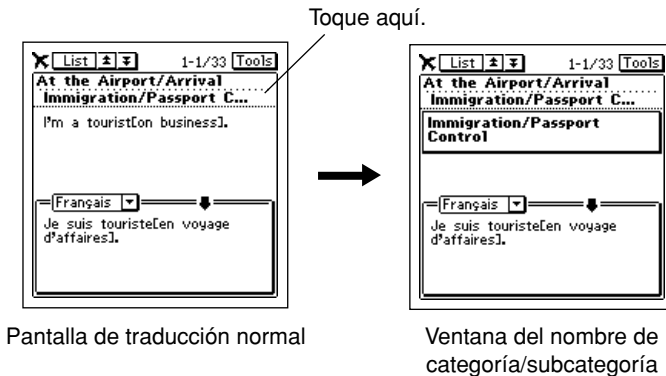 Toque aquí.
List 1-1/33 Tools
At the Airport/Arrival
Immigration/Passport C...
I'm a tourist[on business].
Français
Je suis touriste[en voyage
d'affaires].
Pantalla de traducción normal
List 1-1/33 Tools
At the Airport/Arrival
Immigration/Passport C...
Immigration/Passport
Control
Français
Je suis touriste[en voyage
d'affaires].
Ventana del nombre de
categoría/subcategoría